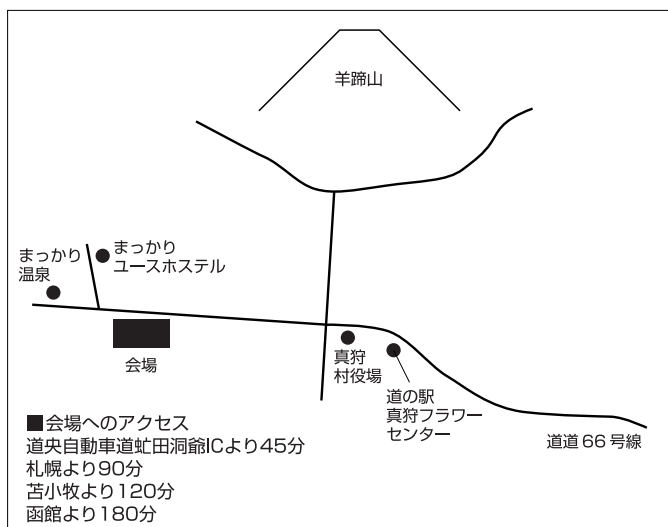 羊蹄山
まっかり
温泉
まっかり
ユースホステル
会場
真狩
村役場
道の駅
真狩フラワー
センター
道道66号線
■会場へのアクセス
道央自動車道虻田洞爺ICより45分
札幌より90分
苫小牧より120分
函館より180分